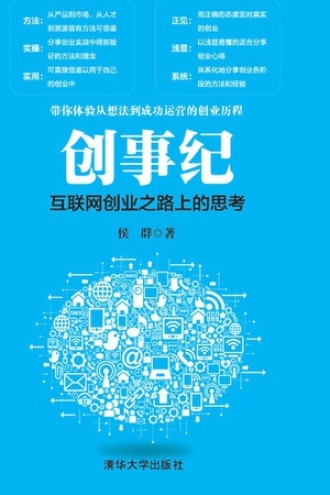 方法： 从产品到市场、从人才
到资源皆有方法可借鉴
实操： 分享创业实战中得到验
证的方法和理念
实用： 可直接借鉴以用于自己
的创业中
正见： 用正确的态度面对真实
的创业
浅显： 以浅显易懂的语言分享
创业心得
系统： 体系化地分享创业各阶
段的方法和经验
带你体验从想法到成功运营的创业历程
创事纪
互联网创业之路上的思考
侯 群◎著
清华大学出版社